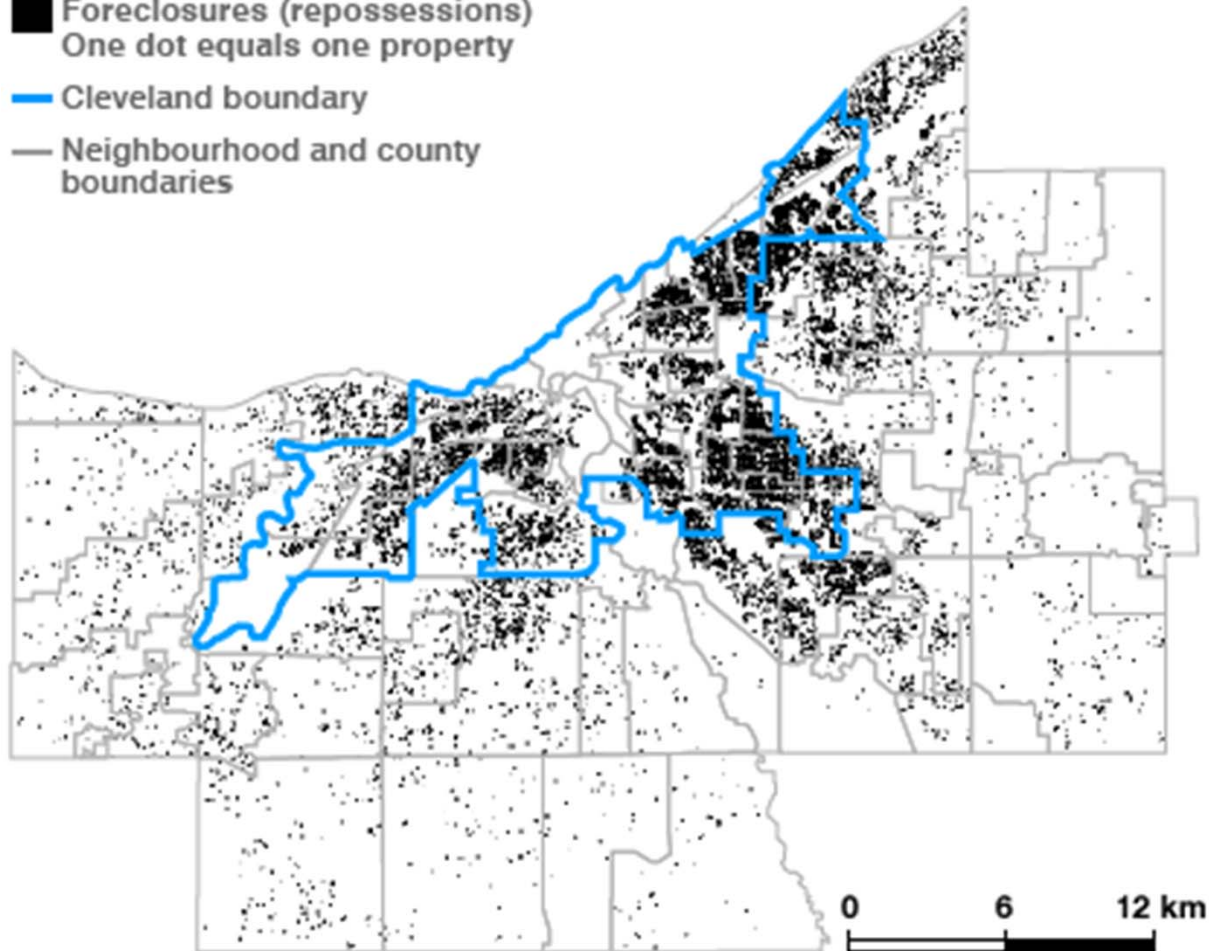 Foreclosures (repossessions)
One dot equals one property
Cleveland boundary
Neighbourhood and county
boundaries
0 6 12 km